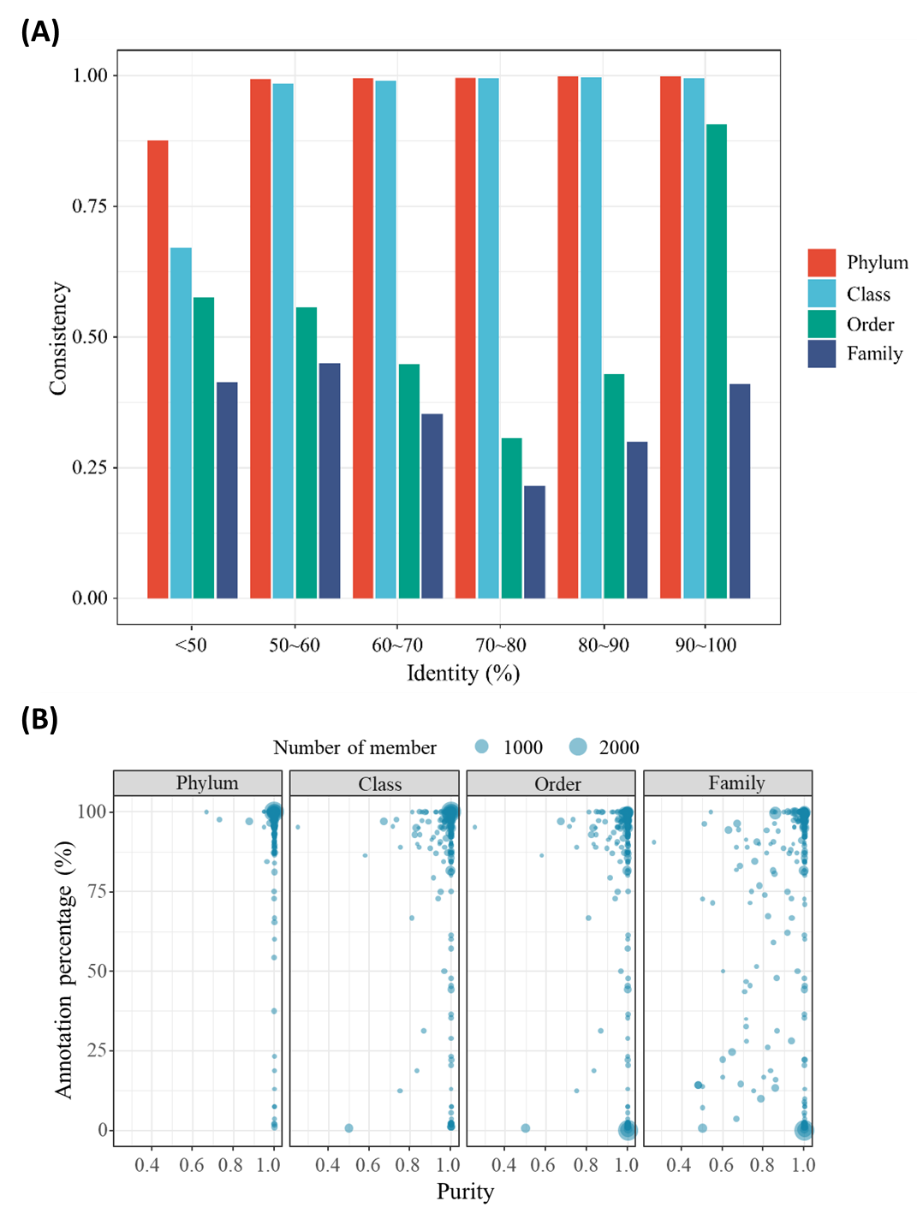 (A)
1.00
0.75
0.50
0.25
0.00
Consistency
<50 50~60 60~70 70~80 80~90 90~100
Identity (%)
Phylum
Class
Order
Family
(B)
Number of member 1000 2000
Phylum Class Order Family
100
75
50
25
0
Annotation percentage (%)
0.4 0.6 0.8 1.0 0.4 0.6 0.8 1.0 0.4 0.6 0.8 1.0 0.4 0.6 0.8 1.0
Purity